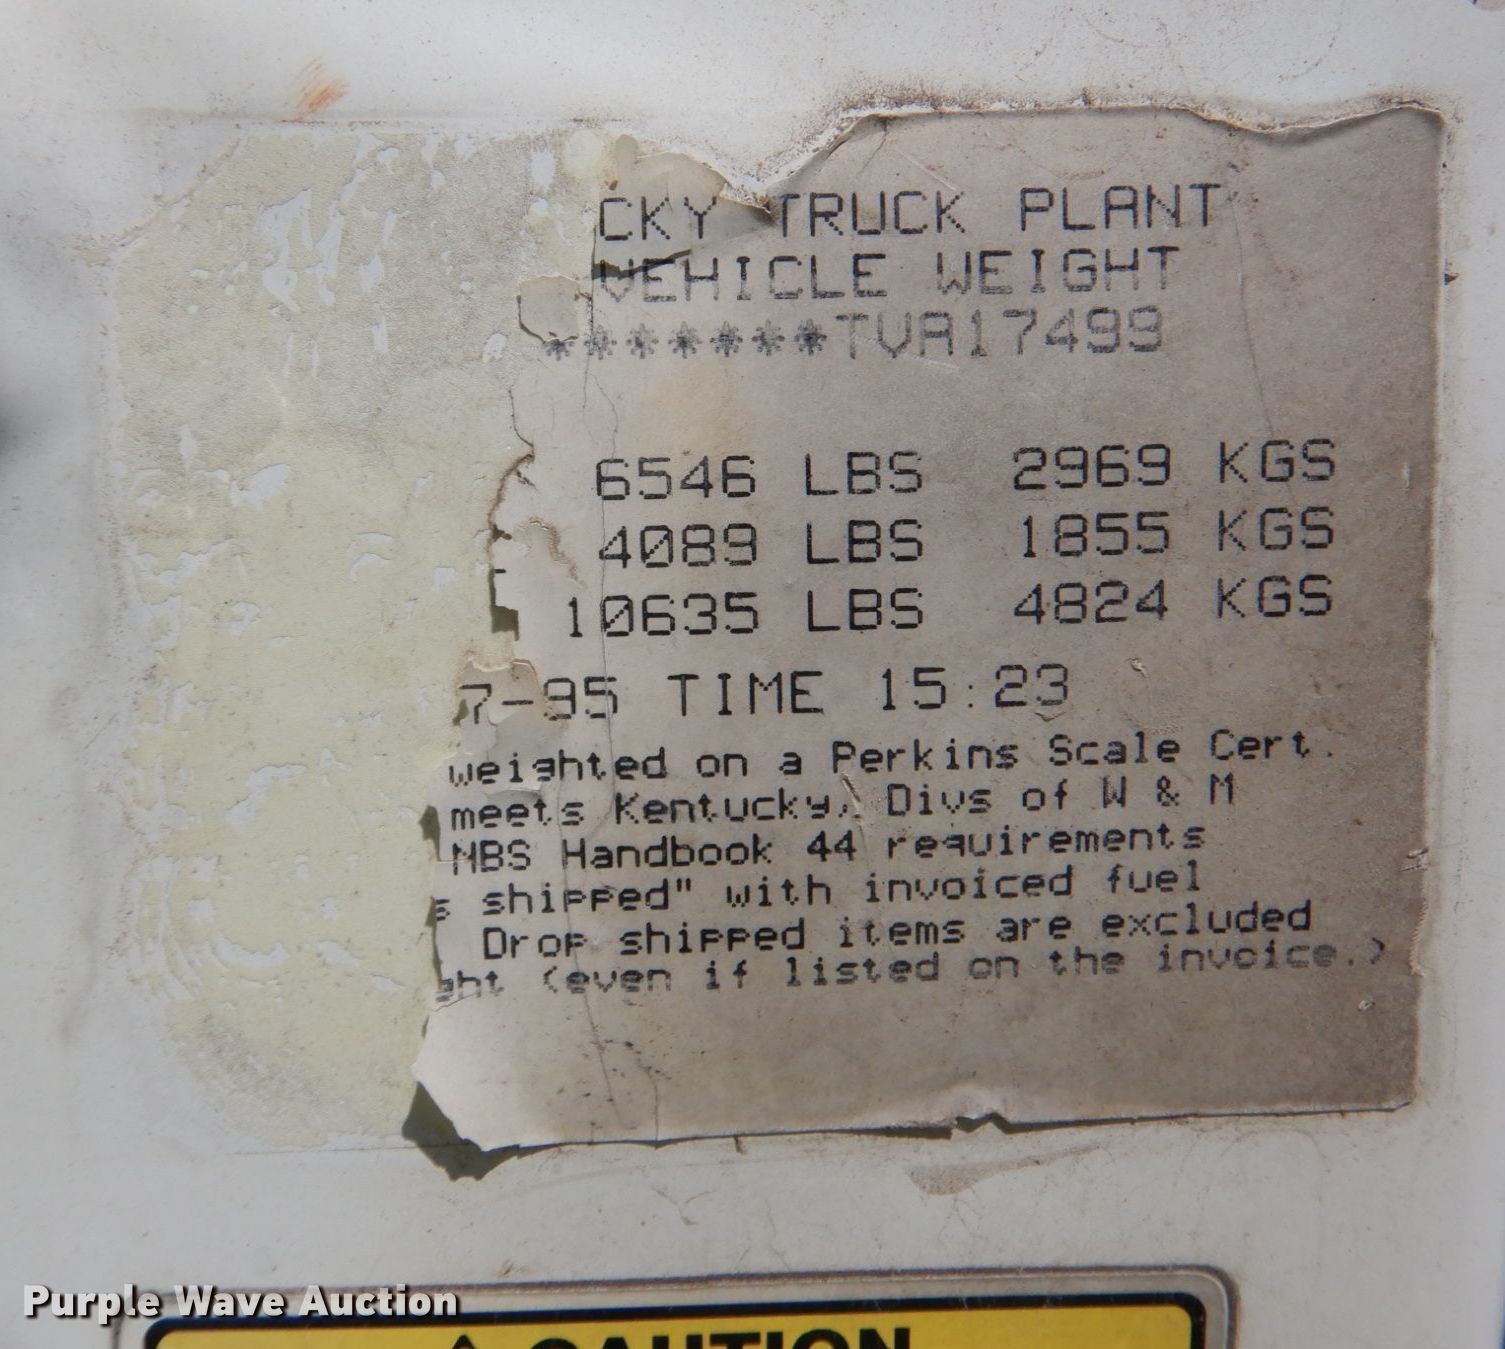 CKY TRUCK PLANT
VEHICLE WEIGHT
*******TVA17499
6546 LBS 2969 KGS
4089 LBS 1855 KGS
10635 LBS 4824 KGS
7-95 TIME 15:23
weighted on a Perkins Scale Cert.
meets Kentucky, Divs of W & M
NBS Handbook 44 requirements
s shipped" with invoiced fuel
Drop shipped items are excluded
ght (even if listed on the invoice.)
Purple Wave Auction
CAUTION